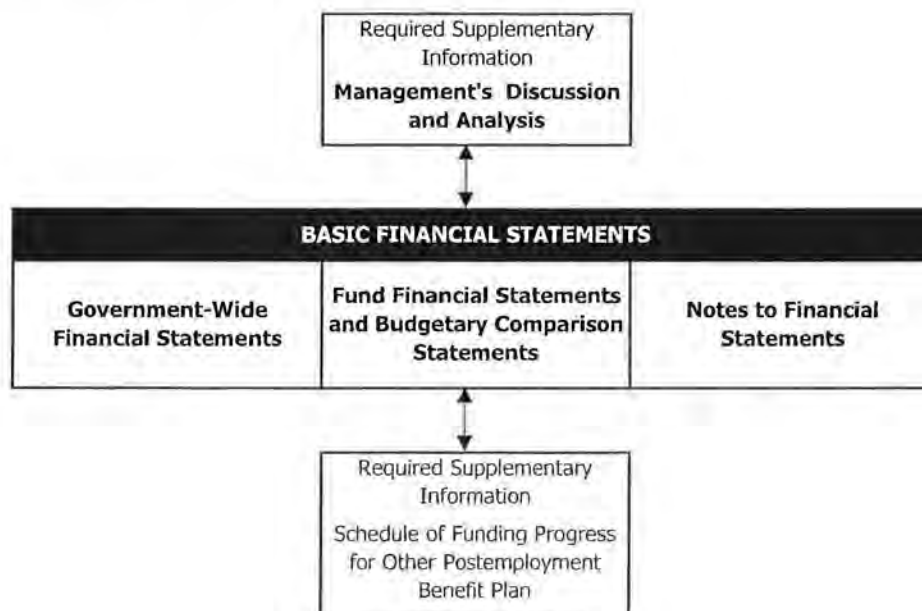 Required Supplementary
Information
Management's Discussion
and Analysis
BASIC FINANCIAL STATEMENTS
Government-Wide
Financial Statements
Fund Financial Statements
and Budgetary Comparison
Statements
Notes to Financial
Statements
Required Supplementary
Information
Schedule of Funding Progress
for Other Postemployment
Benefit Plan